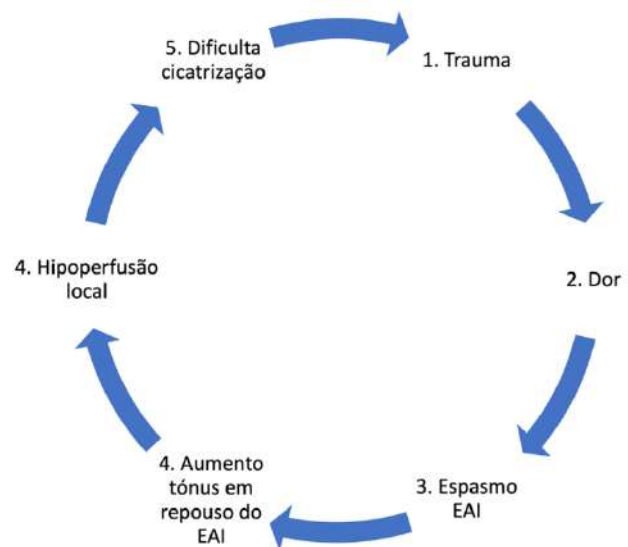 5. Dificulta
cicatrização
1. Trauma
2. Dor
3. Espasmo
EAI
4. Aumento
tónus em
repouso do
EAI
4. Hipoperfusão
local